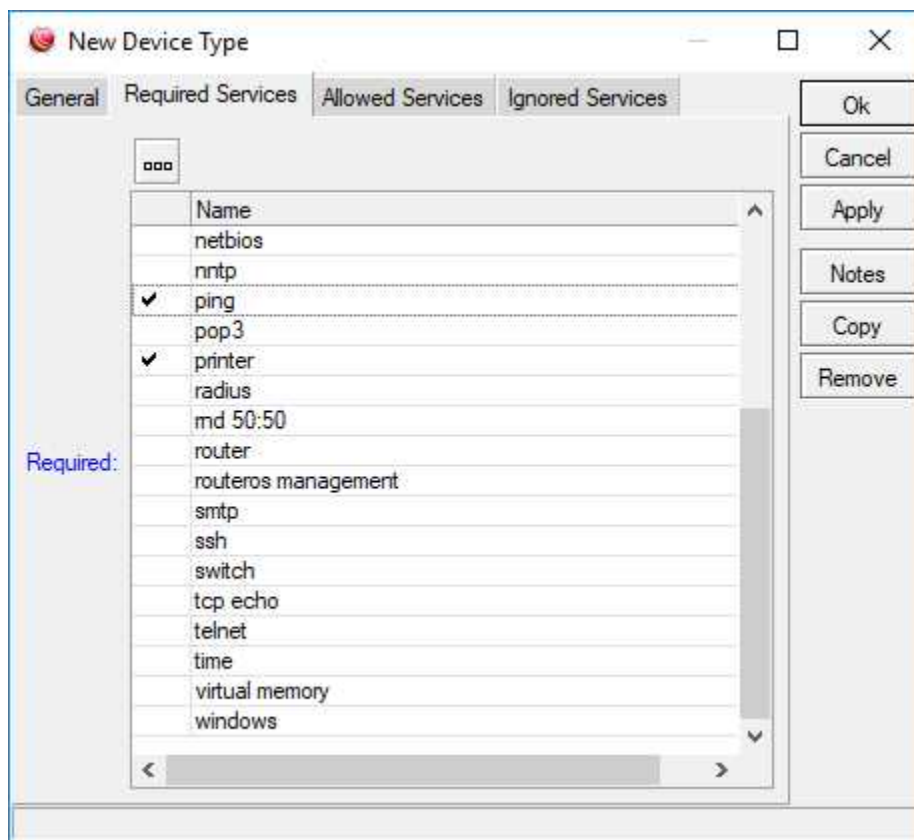 New Device Type
General Required Services Allowed Services Ignored Services
Ok
Cancel
Apply
Notes
Copy
Remove
Required:
Name
netbios
nntp
ping
pop3
printer
radius
rnd 50:50
router
routeros management
smtp
ssh
switch
tcp echo
telnet
time
virtual memory
windows